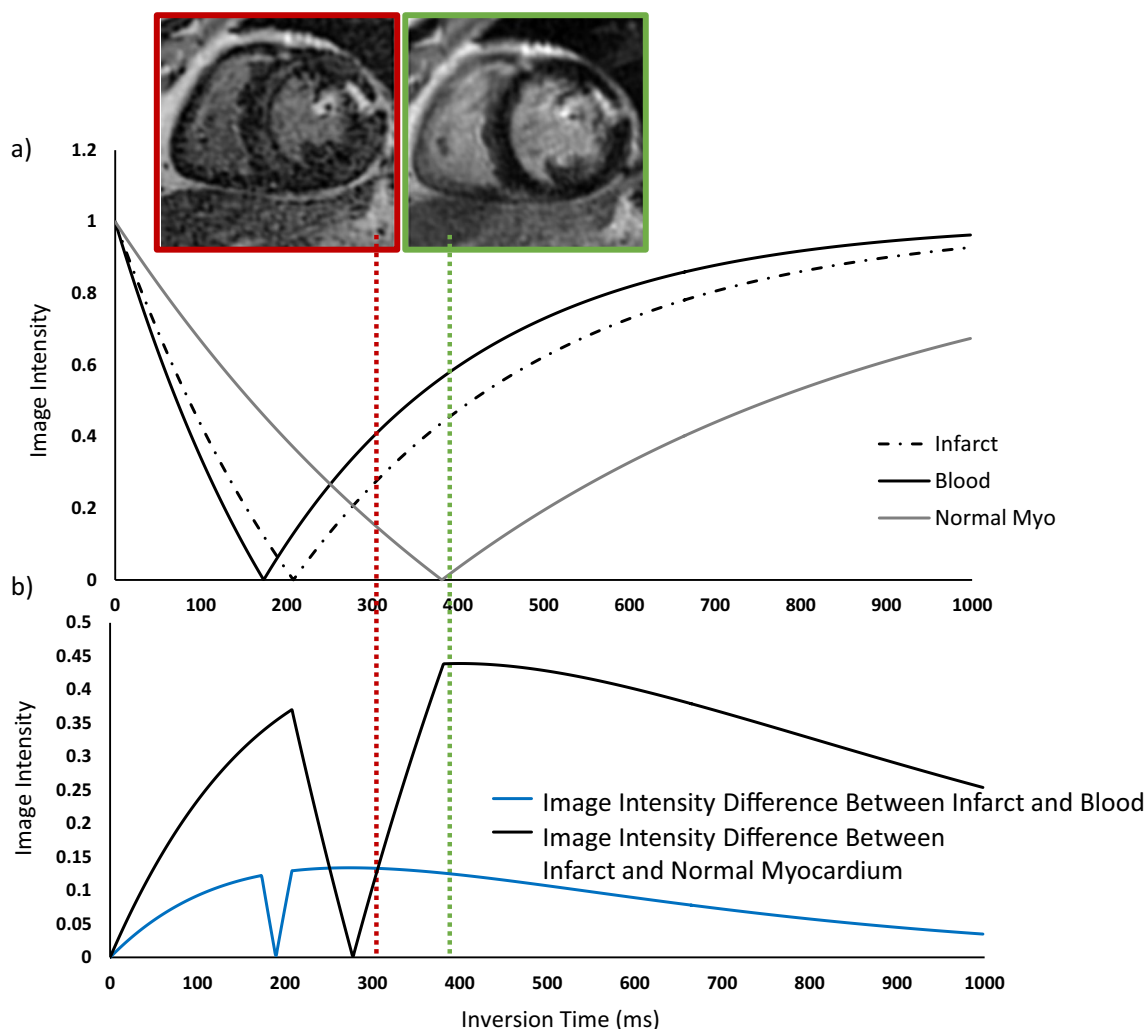 a)
Image Intensity
1.2
1
0.8
0.6
0.4
0.2
0
Infarct
Blood
Normal Myo
0 100 200 300 400 500 600 700 800 900 1000
b)
Image Intensity
0.5
0.45
0.4
0.35
0.3
0.25
0.2
0.15
0.1
0.05
0
Image Intensity Difference Between Infarct and Blood
Image Intensity Difference Between
Infarct and Normal Myocardium
0 100 200 300 400 500 600 700 800 900 1000
Inversion Time (ms)